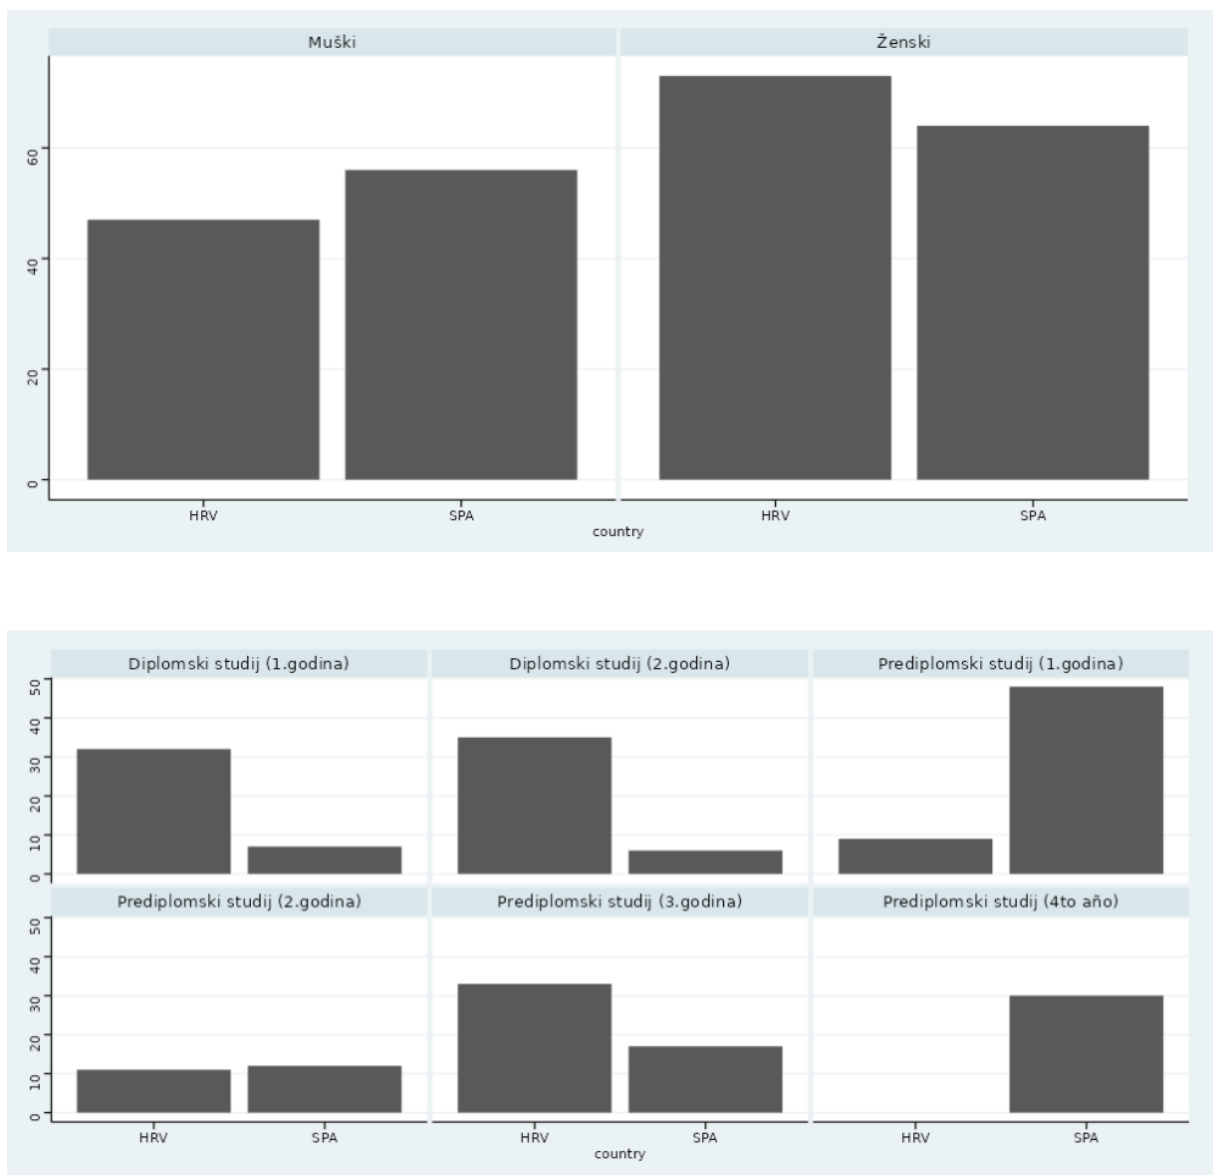 Muški Ženski
60
40
20
0
HRV SPA HRV SPA
country
Diplomski studij (1.godina) Diplomski studij (2.godina) Prediplomski studij (1.godina)
50
40
30
20
10
0
Prediplomski studij (2.godina) Prediplomski studij (3.godina) Prediplomski studij (4to año)
50
40
30
20
10
0
HRV SPA HRV SPA HRV SPA
country